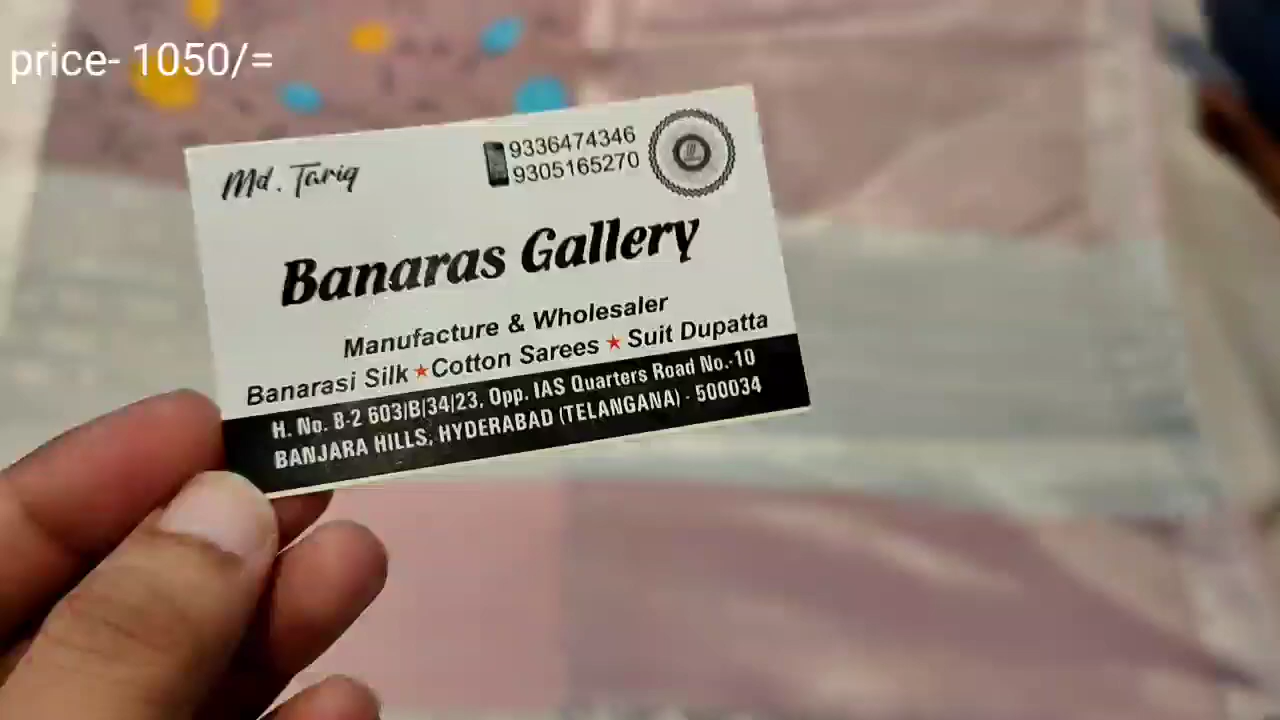 price- 1050/=
Md. Tariq
9336474346
9305165270
Banaras Gallery
Manufacture & Wholesaler
Banarasi Silk ★ Cotton Sarees ★ Suit Dupatta
H. No. 8-2 603/B/34/23, Opp. IAS Quarters Road No.-10
BANJARA HILLS, HYDERABAD (TELANGANA) - 500034